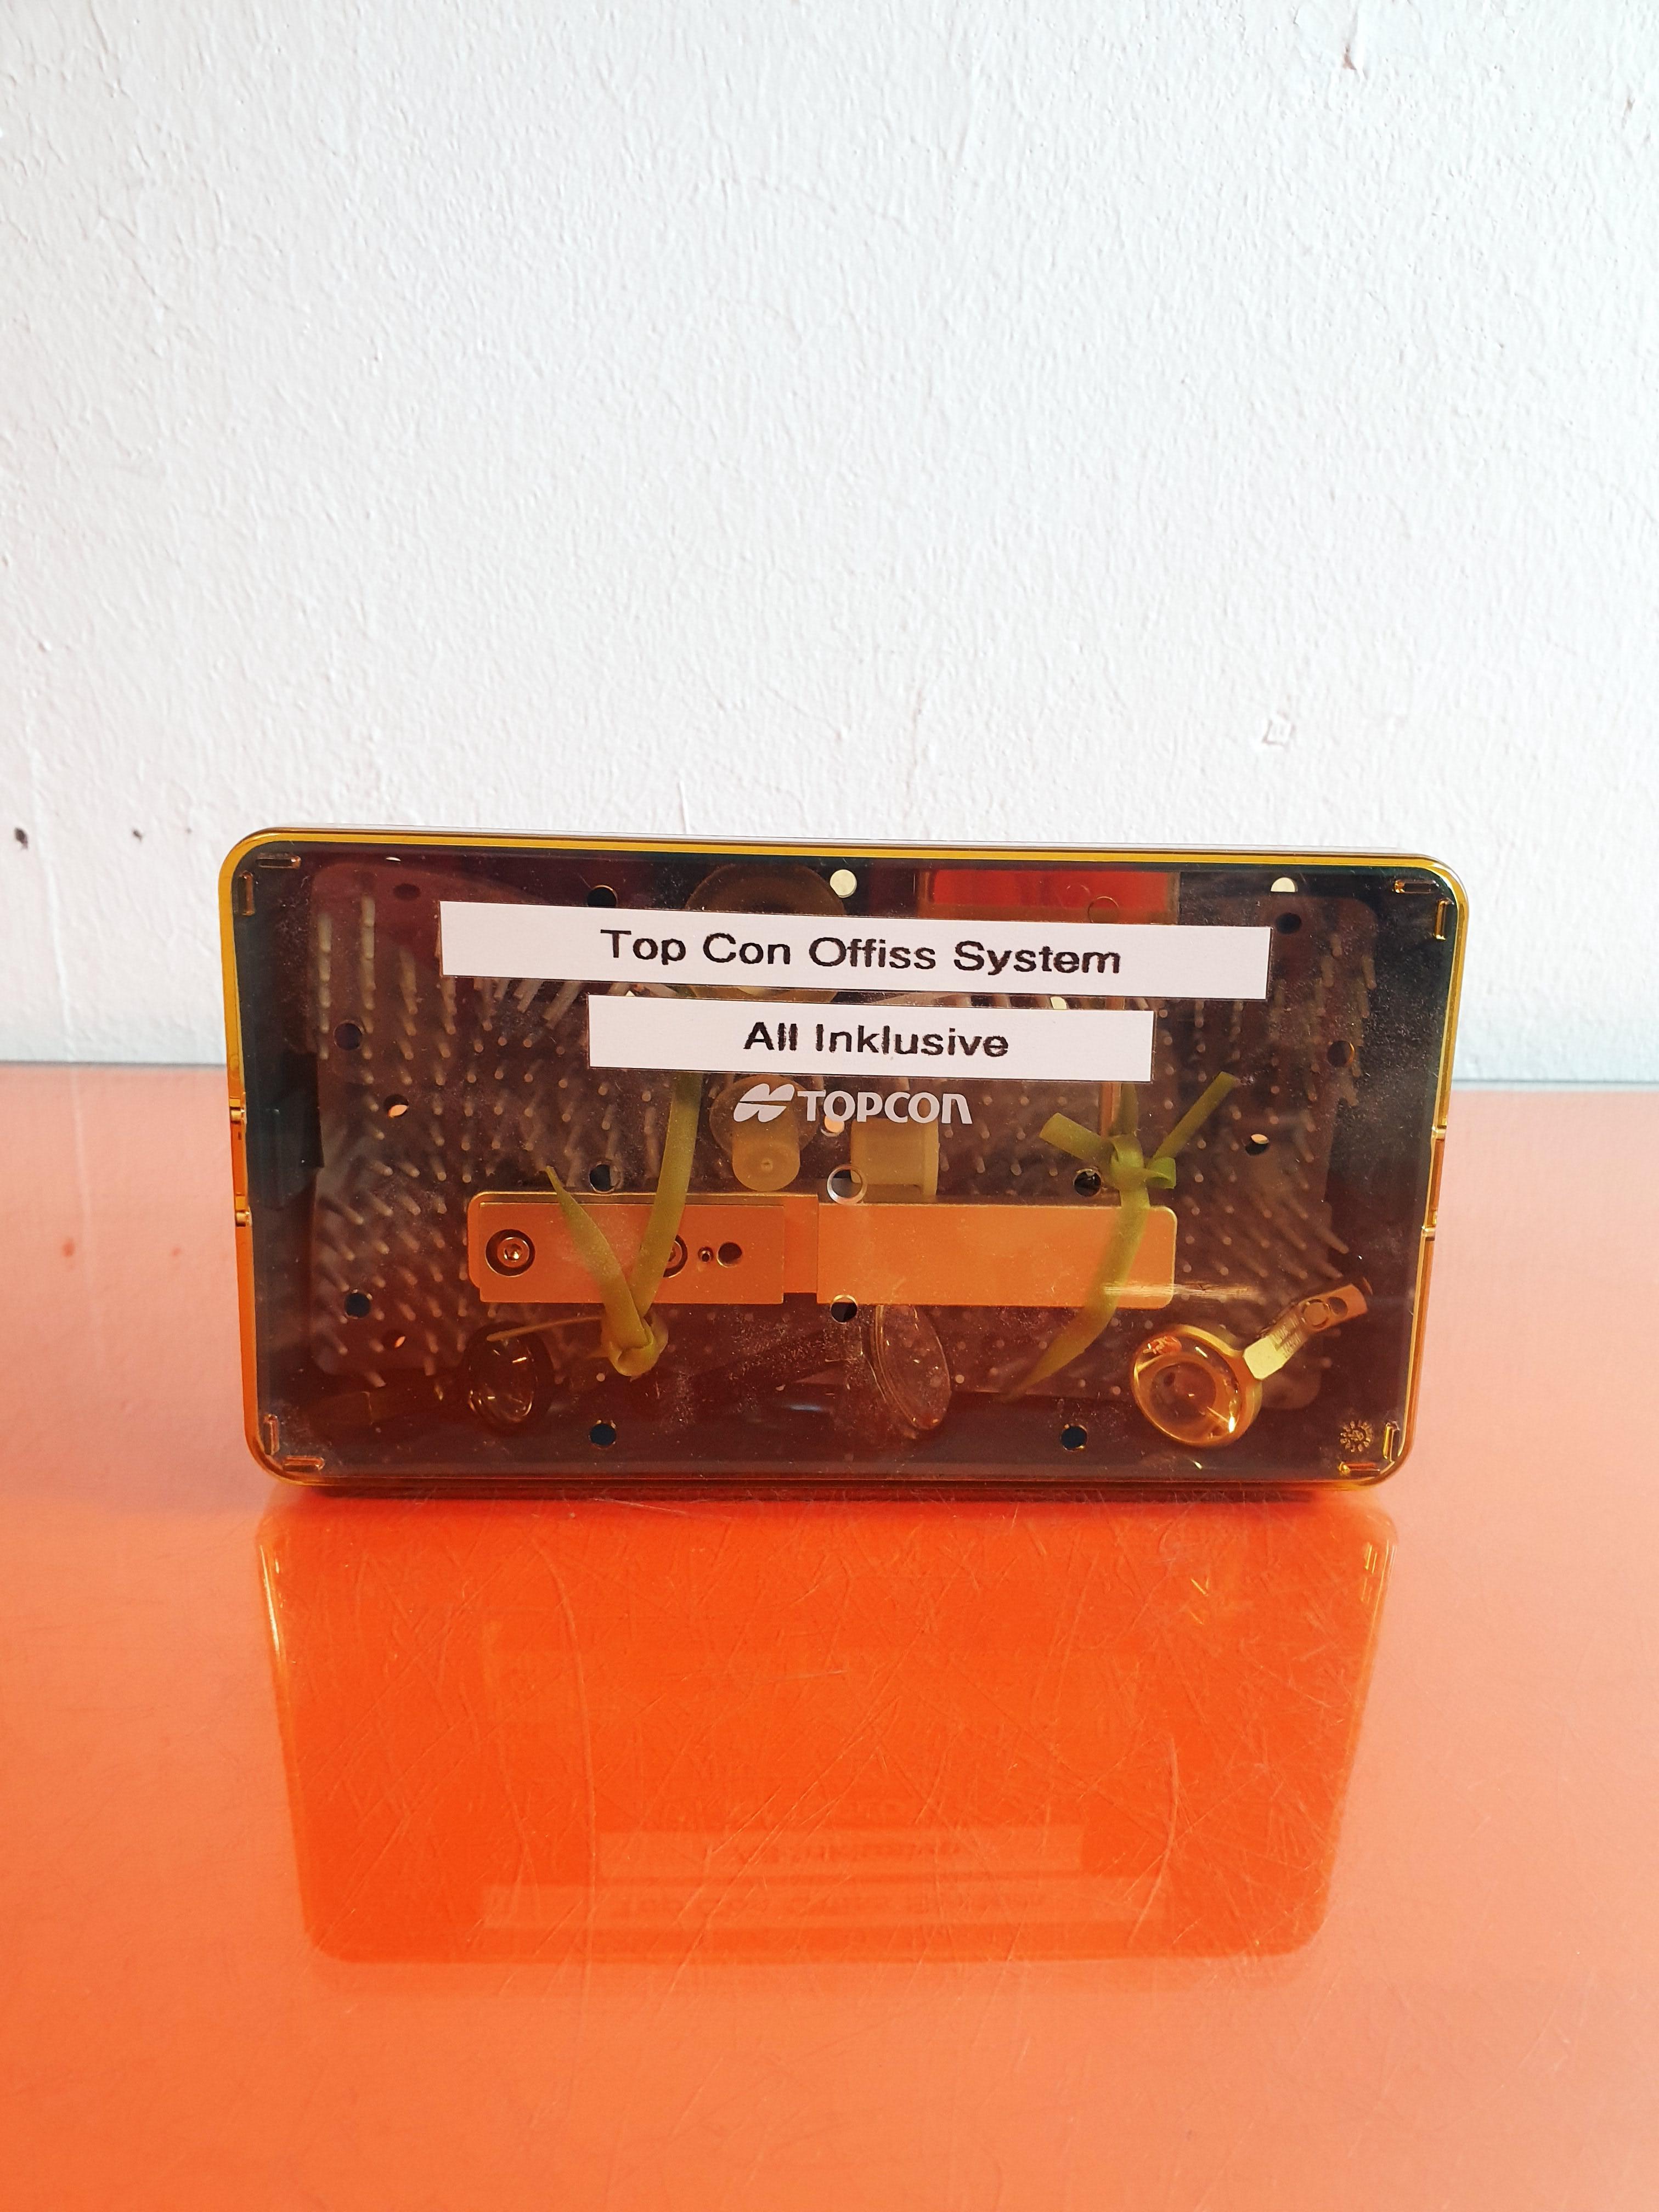 Top Con Offiss System
All Inklusive
TOPCON